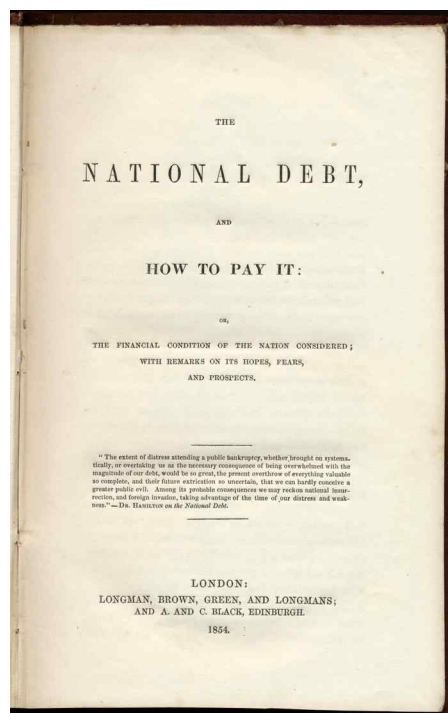 THE
NATIONAL DEBT,
AND
HOW TO PAY IT:
OR,
THE FINANCIAL CONDITION OF THE NATION CONSIDERED;
WITH REMARKS ON ITS HOPES, FEARS,
AND PROSPECTS.
"The extent of distress attending a public bankruptcy, whether brought on systema-
tically, or overtaking us as the necessary consequence of being overwhelmed with the
magnitude of our debt, would be so great, the present overthrow of everything valuable
so complete, and their future extrication so uncertain, that we can hardly conceive a
greater public evil. Among its probable consequences we may reckon national insur-
rection, and foreign invasion, taking advantage of the time of our distress and weak-
ness."—DR. HAMILTON on the National Debt.
LONDON:
LONGMAN, BROWN, GREEN, AND LONGMANS;
AND A. AND C. BLACK, EDINBURGH.
1854.